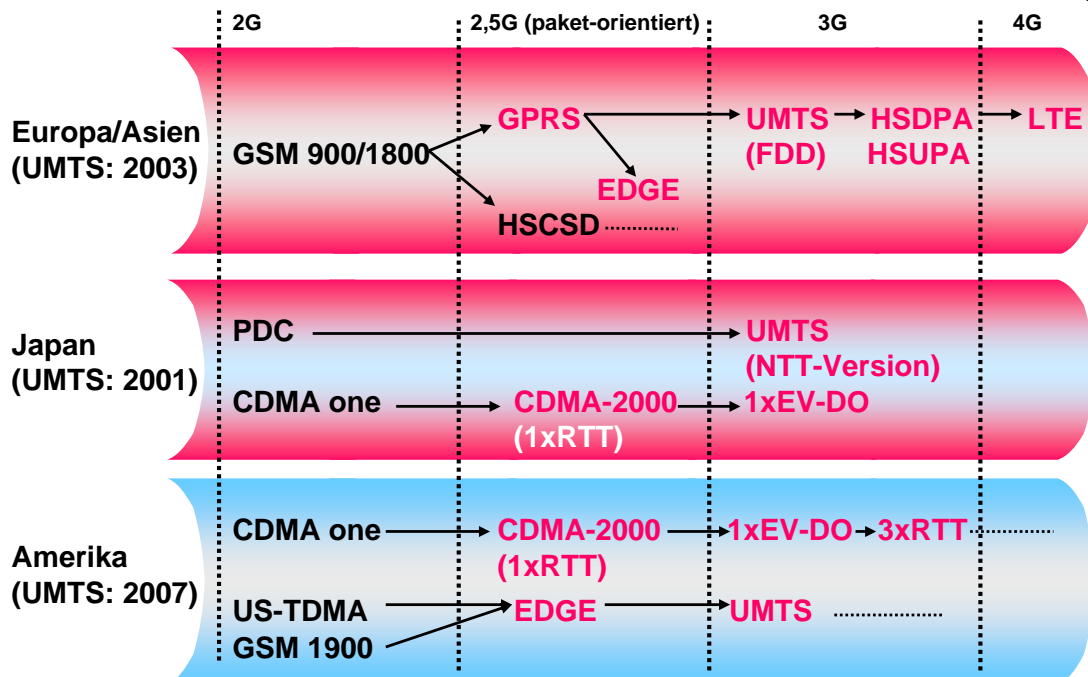 2G 2,5G (paket-orientiert) 3G 4G
Europa/Asien
(UMTS: 2003)
GSM 900/1800
GPRS
EDGE
HSCSD
UMTS
(FDD)
HSDPA
HSUPA
LTE
Japan
(UMTS: 2001)
PDC
UMTS
(NTT-Version)
CDMA one
CDMA-2000
(1xRTT)
1xEV-DO
Amerika
(UMTS: 2007)
CDMA one
CDMA-2000
(1xRTT)
1xEV-DO
3xRTT
US-TDMA
GSM 1900
EDGE
UMTS